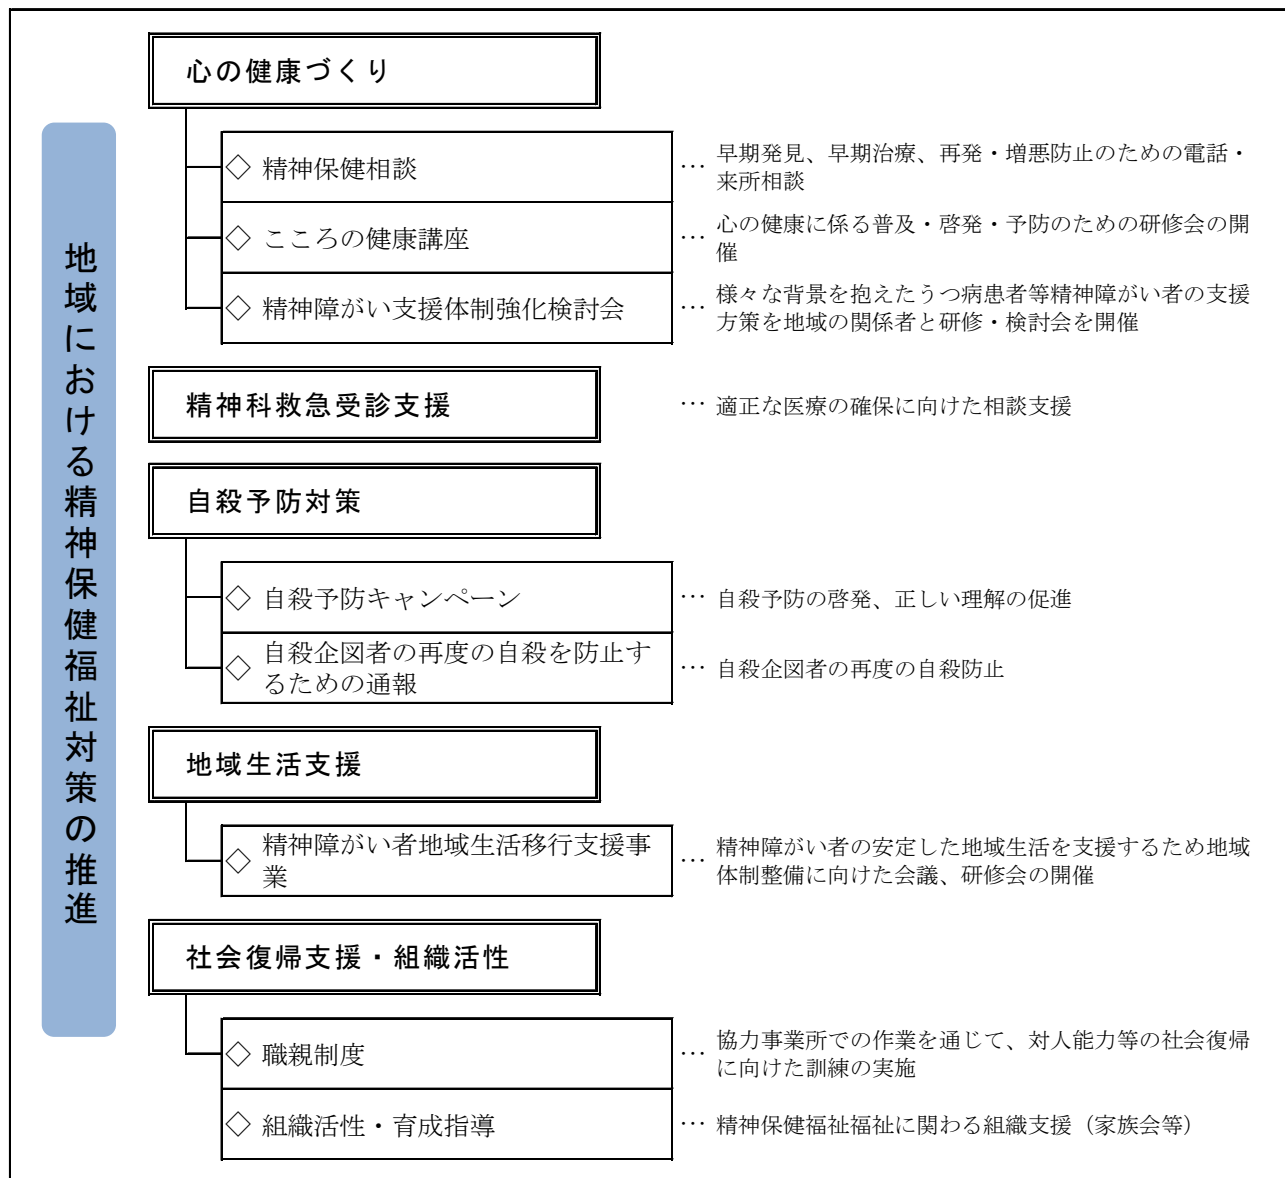 地域における精神保健福祉対策の推進
心の健康づくり
◇ 精神保健相談
… 早期発見、早期治療、再発・増悪防止のための電話・
来所相談
◇ こころの健康講座
… 心の健康に係る普及・啓発・予防のための研修会の開
催
◇ 精神障がい支援体制強化検討会
… 様々な背景を抱えたうつ病患者等精神障がい者の支援
方策を地域の関係者と研修・検討会を開催
精神科救急受診支援
… 適正な医療の確保に向けた相談支援
自殺予防対策
◇ 自殺予防キャンペーン
… 自殺予防の啓発、正しい理解の促進
◇ 自殺企図者の再度の自殺を防止す
るための通報
… 自殺企図者の再度の自殺防止
地域生活支援
◇ 精神障がい者地域生活移行支援事
業
… 精神障がい者の安定した地域生活を支援するため地域
体制整備に向けた会議、研修会の開催
社会復帰支援・組織活性
◇ 職親制度
… 協力事業所での作業を通じて、対人能力等の社会復帰
に向けた訓練の実施
◇ 組織活性・育成指導
… 精神保健福祉福祉に関わる組織支援（家族会等）